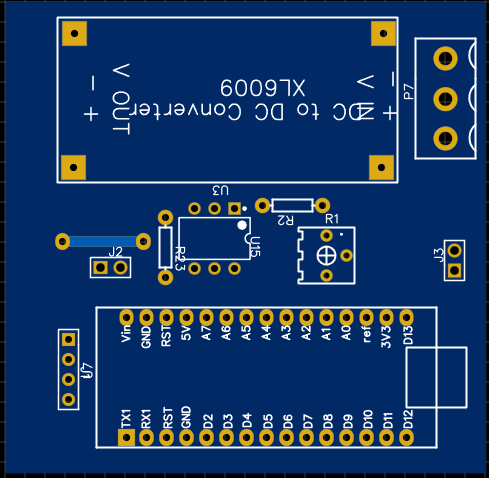 V OUT
+ −
XL6009
DC to DC Converter
V IN
− +
P7
U3
R2
R1
R23
U15
J2
J3
Vin GND RST 5V A7 A6 A5 A4 A3 A2 A1 A0 ref 3V3 D13
TX1 RX1 RST GND D2 D3 D4 D5 D6 D7 D8 D9 D10 D11 D12